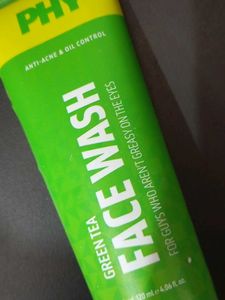 PHY
ANTI-ACNE & OIL CONTROL
GREEN TEA
FACE WASH
FOR GUYS WHO AREN'T GREASY ON THE EYES
120 ml e 4.06 fl. oz.